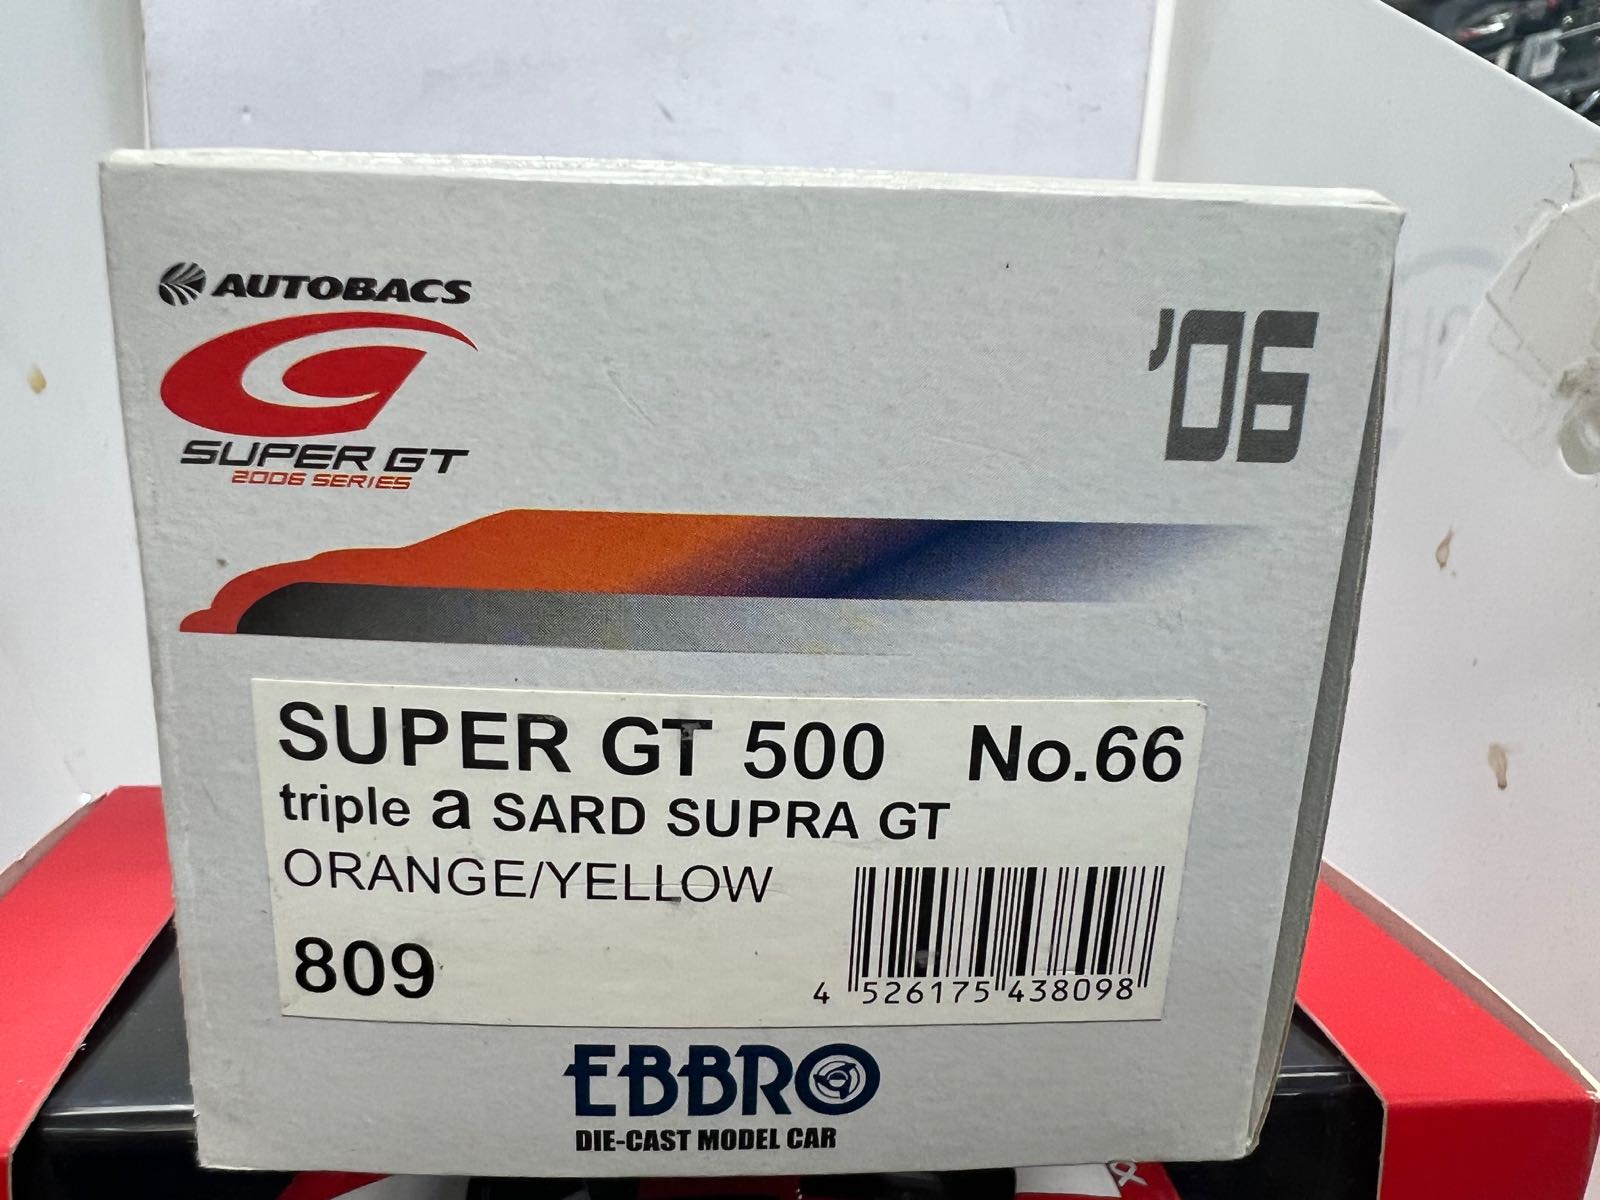 AUTOBACS
SUPER GT
2006 SERIES
'06
SUPER GT 500 No.66
triple a SARD SUPRA GT
ORANGE/YELLOW
809
4 526175 438098
EBBRO
DIE-CAST MODEL CAR